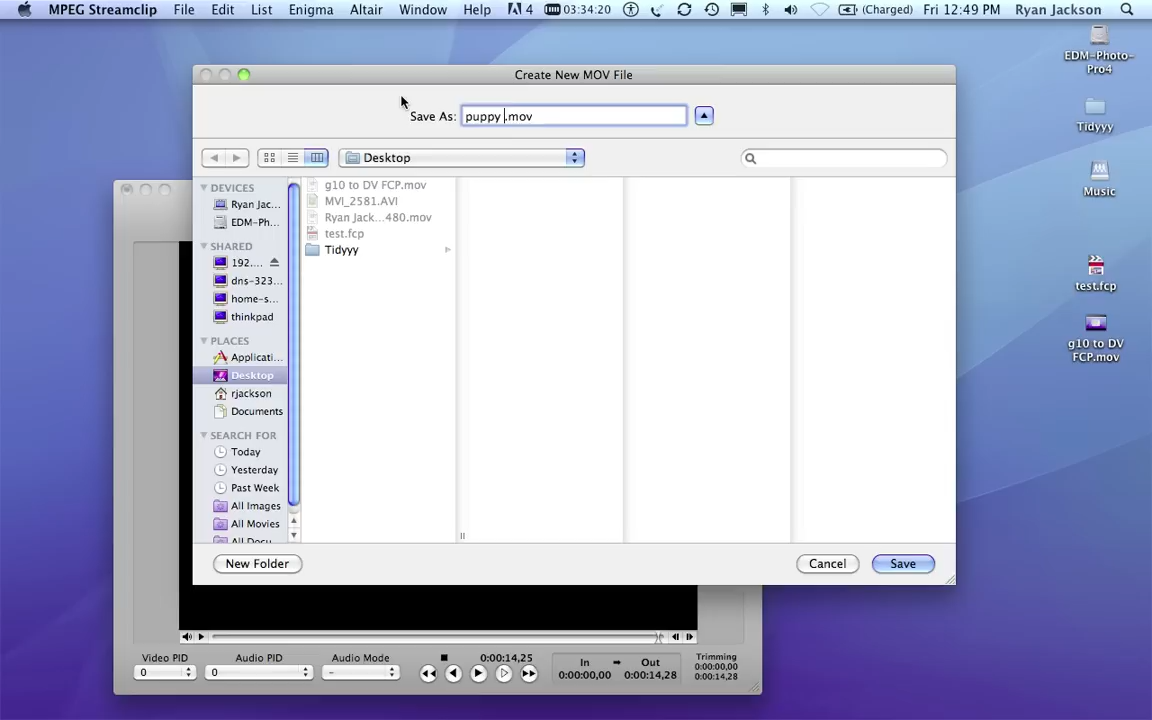 MPEG Streamclip File Edit List Enigma Altair Window Help 4 03:34:20 (Charged) Fri 12:49 PM Ryan Jackson
Create New MOV File
Save As: puppy .mov
Desktop
DEVICES
Ryan Jac...
EDM-Ph...
SHARED
192....
dns-323...
home-s...
thinkpad
PLACES
Applicati...
Desktop
rjackson
Documents
SEARCH FOR
Today
Yesterday
Past Week
All Images
All Movies
All Docu...
g10 to DV FCP.mov
MVI_2581.AVI
Ryan Jack...480.mov
test.fcp
Tidyyy
New Folder
Cancel
Save
EDM-Photo-
Pro4
Tidyyy
Music
test.fcp
g10 to DV
FCP.mov
Video PID
0
Audio PID
0
Audio Mode
-
0:00:14,25
In
0:00:00,00
Out
0:00:14,28
Trimming
0:00:00,00
0:00:14,28